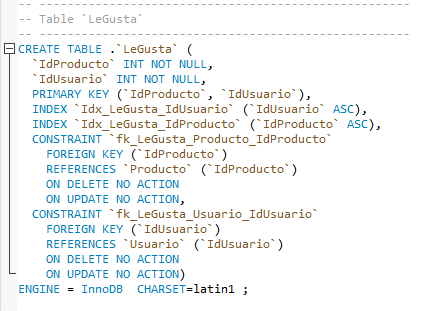 -- -----------------------------------------------------
-- Table `LeGusta`
-- -----------------------------------------------------
CREATE TABLE .`LeGusta` (
  `IdProducto` INT NOT NULL,
  `IdUsuario` INT NOT NULL,
  PRIMARY KEY (`IdProducto`, `IdUsuario`),
  INDEX `Idx_LeGusta_IdUsuario` (`IdUsuario` ASC),
  INDEX `Idx_LeGusta_IdProducto` (`IdProducto` ASC),
  CONSTRAINT `fk_LeGusta_Producto_IdProducto`
    FOREIGN KEY (`IdProducto`)
    REFERENCES `Producto` (`IdProducto`)
    ON DELETE NO ACTION
    ON UPDATE NO ACTION,
  CONSTRAINT `fk_LeGusta_Usuario_IdUsuario`
    FOREIGN KEY (`IdUsuario`)
    REFERENCES `Usuario` (`IdUsuario`)
    ON DELETE NO ACTION
    ON UPDATE NO ACTION)
ENGINE = InnoDB  CHARSET=latin1 ;